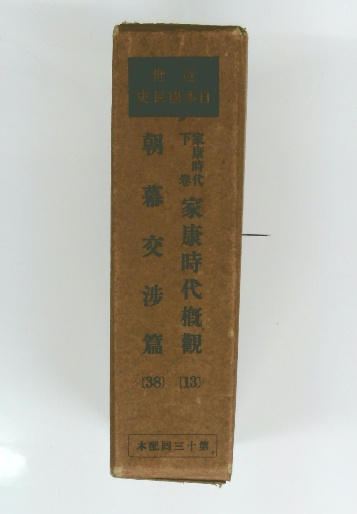 近世
日本國民史
家康時代
下卷
家康時代概觀
[13]
朝幕交涉篇
[38]
第十三回配本